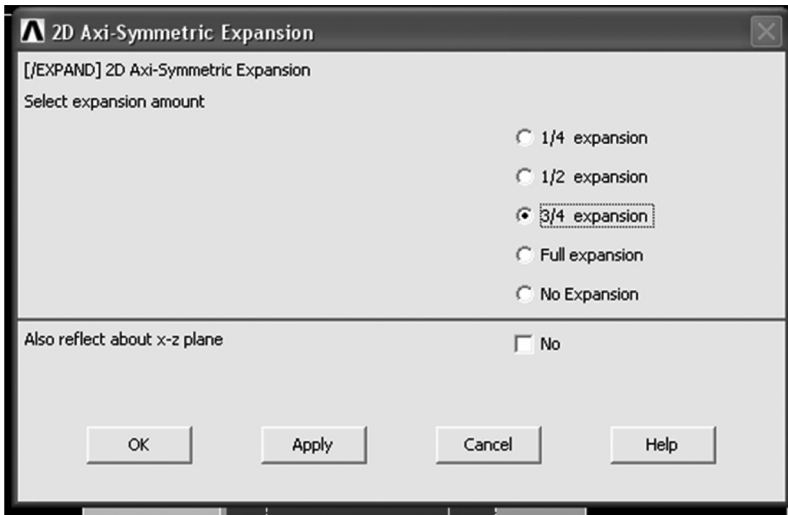 2D Axi-Symmetric Expansion
[/EXPAND] 2D Axi-Symmetric Expansion
Select expansion amount
1/4 expansion
1/2 expansion
3/4 expansion
Full expansion
No Expansion
Also reflect about x-z plane
No
OK
Apply
Cancel
Help